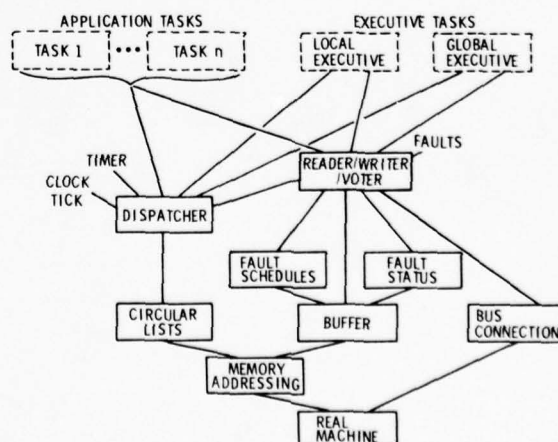 APPLICATION TASKS
EXECUTIVE TASKS
TASK 1 ••• TASK n
LOCAL EXECUTIVE
GLOBAL EXECUTIVE
FAULTS
TIMER
READER/WRITER
/VOTER
CLOCK
TICK
DISPATCHER
FAULT
SCHEDULES
FAULT
STATUS
CIRCULAR
LISTS
BUFFER
BUS
CONNECTION
MEMORY
ADDRESSING
REAL
MACHINE